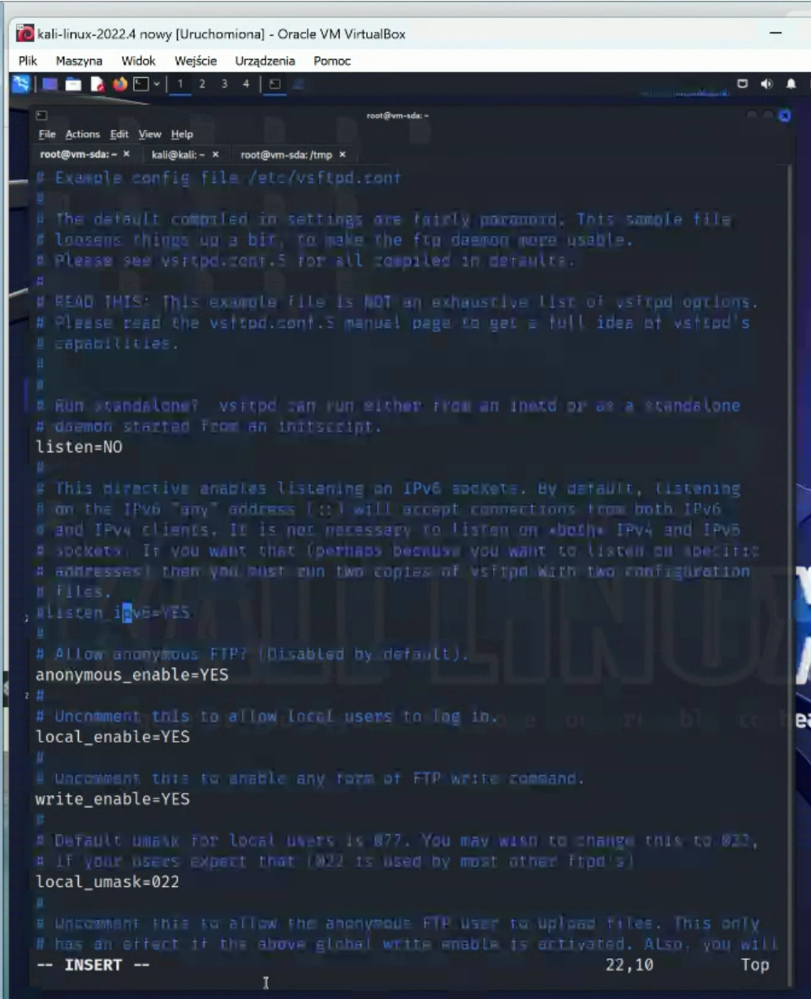 kali-linux-2022.4 nowy [Uruchomiona] - Oracle VM VirtualBox
Plik Maszyna Widok Wejście Urządzenia Pomoc
1 2 3 4
root@vm-sda: ~
File Actions Edit View Help
root@vm-sda: ~ × kali@kali: ~ × root@vm-sda: /tmp ×
# Example config file /etc/vsftpd.conf
#
# The default compiled in settings are fairly paranoid. This sample file
# loosens things up a bit, to make the ftp daemon more usable.
# Please see vsftpd.conf.5 for all compiled in defaults.
#
# READ THIS: This example file is NOT an exhaustive list of vsftpd options.
# Please read the vsftpd.conf.5 manual page to get a full idea of vsftpd's
# capabilities.
#
#
# Run standalone?  vsftpd can run either from an inetd or as a standalone
# daemon started from an initscript.
listen=NO
#
# This directive enables listening on IPv6 sockets. By default, listening
# on the IPv6 "any" address (::) will accept connections from both IPv6
# and IPv4 clients. It is not necessary to listen on *both* IPv4 and IPv6
# sockets. If you want that (perhaps because you want to listen on specific
# addresses) then you must run two copies of vsftpd with two configuration
# files.
#listen_ipv6=YES
#
# Allow anonymous FTP? (Disabled by default).
anonymous_enable=YES
#
# Uncomment this to allow local users to log in.
local_enable=YES
#
# Uncomment this to enable any form of FTP write command.
write_enable=YES
#
# Default umask for local users is 077. You may wish to change this to 022,
# if your users expect that (022 is used by most other ftpd's)
local_umask=022
#
# Uncomment this to allow the anonymous FTP user to upload files. This only
# has an effect if the above global write enable is activated. Also, you will
-- INSERT -- 22,10 Top
KALI LINUX